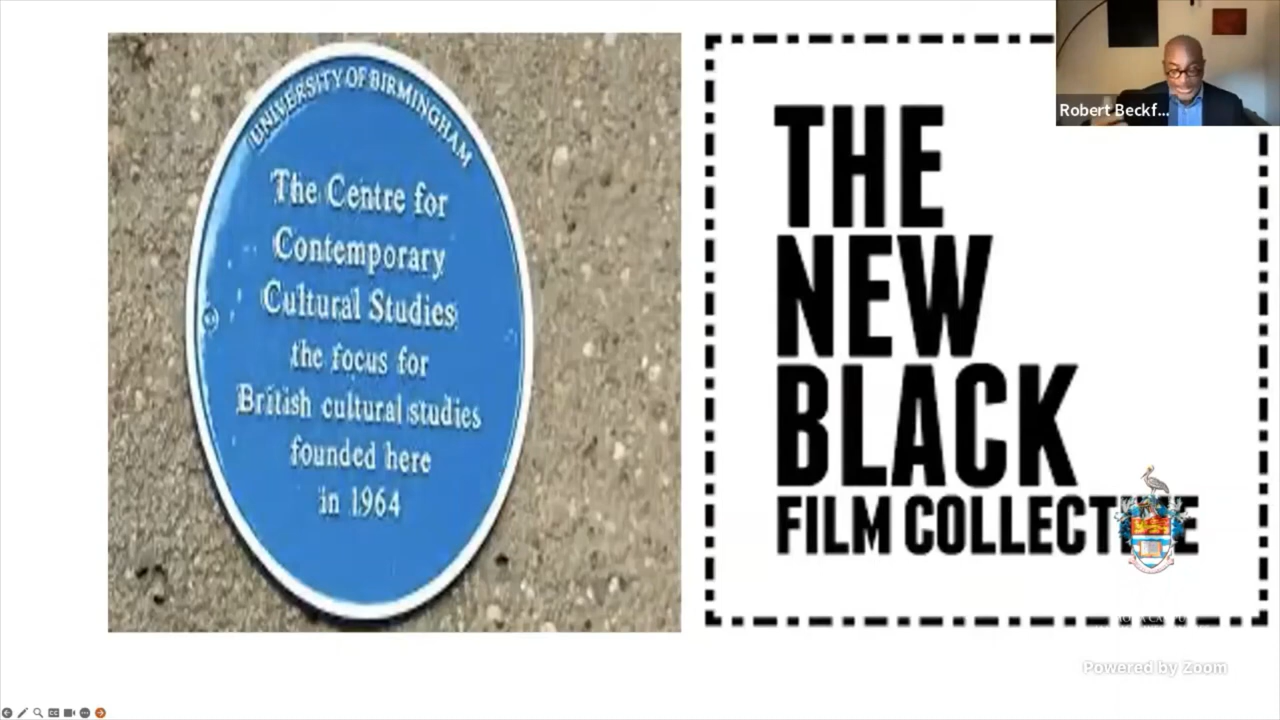 UNIVERSITY OF BIRMINGHAM
The Centre for
Contemporary
Cultural Studies
the focus for
British cultural studies
founded here
in 1964
THE
NEW
BLACK
FILM COLLECTIVE
Robert Beckf...
Powered by Zoom